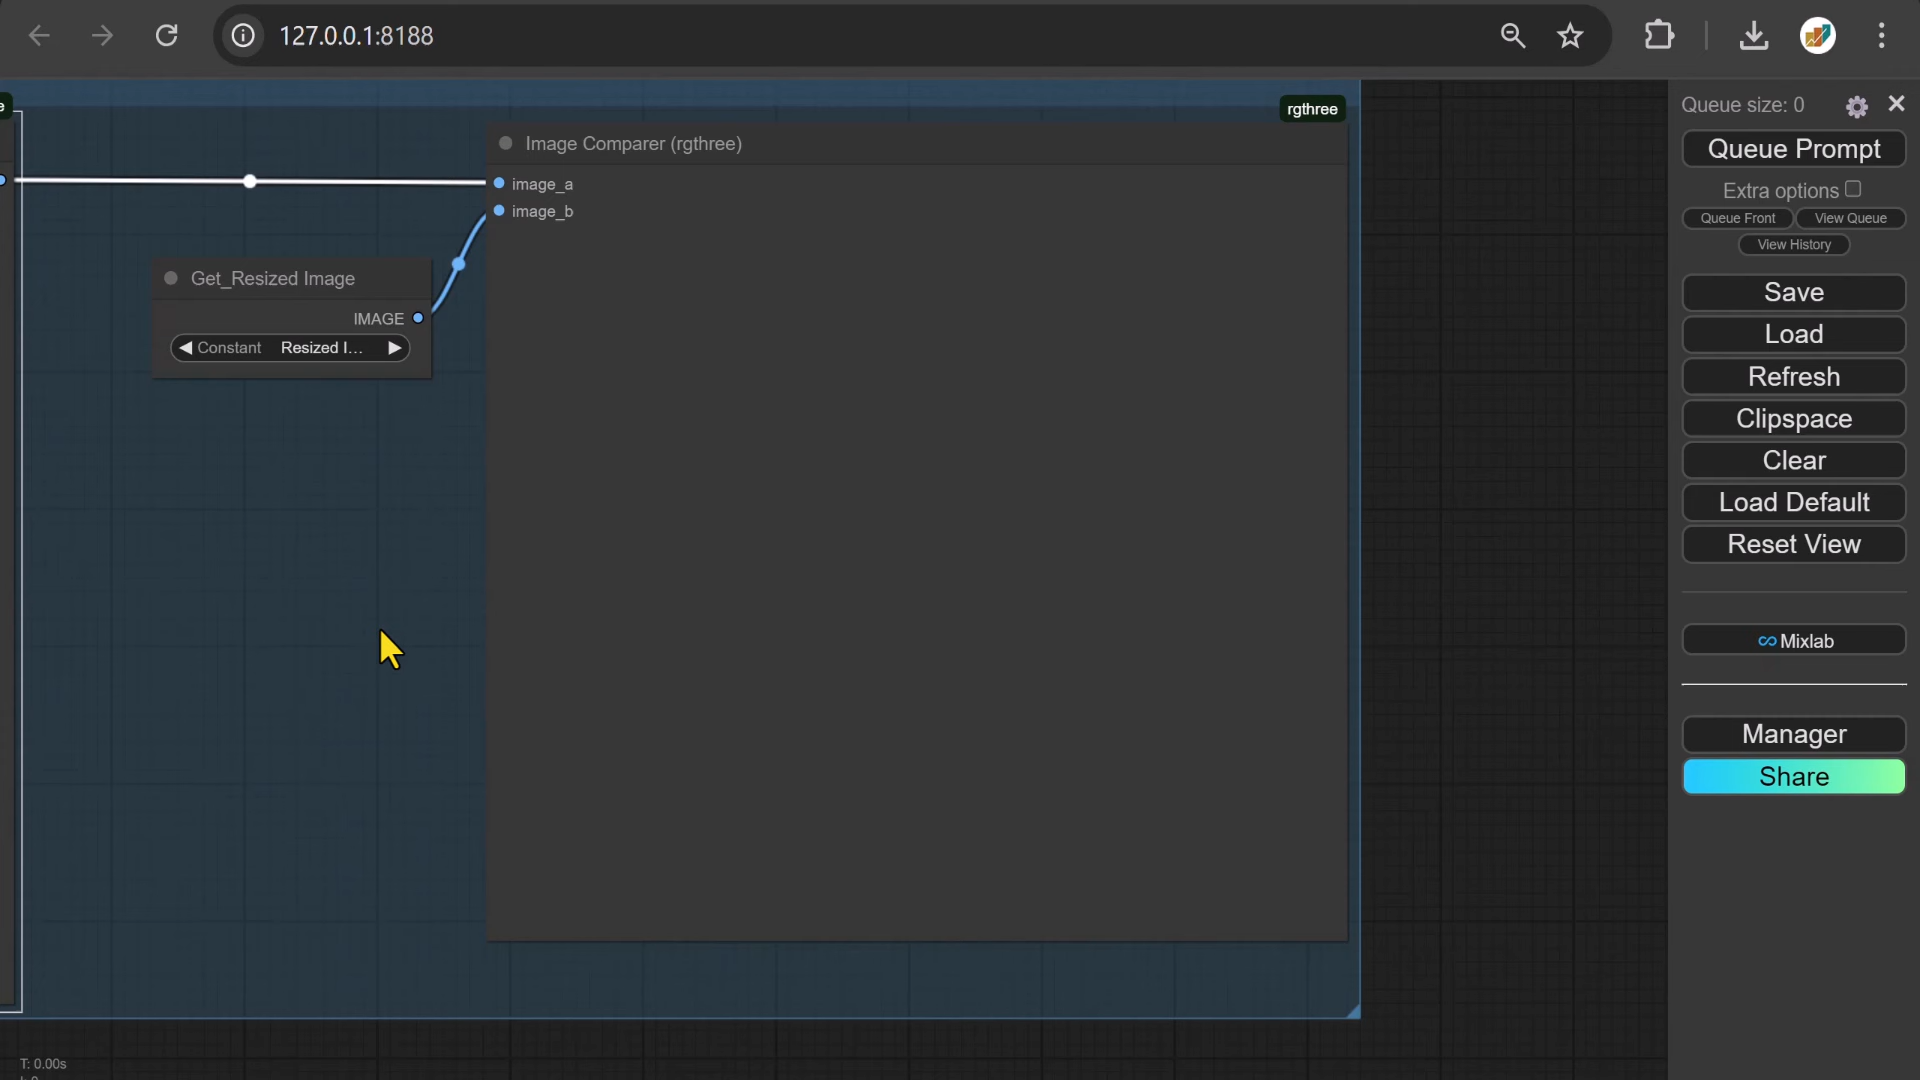 127.0.0.1:8188
e
rgthree
Image Comparer (rgthree)
image_a
image_b
Get_Resized Image
IMAGE
Constant Resized I...
Queue size: 0
Queue Prompt
Extra options
Queue Front View Queue
View History
Save
Load
Refresh
Clipspace
Clear
Load Default
Reset View
Mixlab
Manager
Share
T: 0.00s